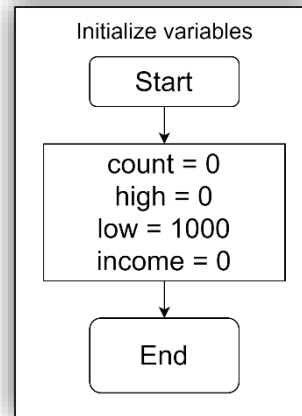 Initialize variables
Start
count = 0
high = 0
low = 1000
income = 0
End